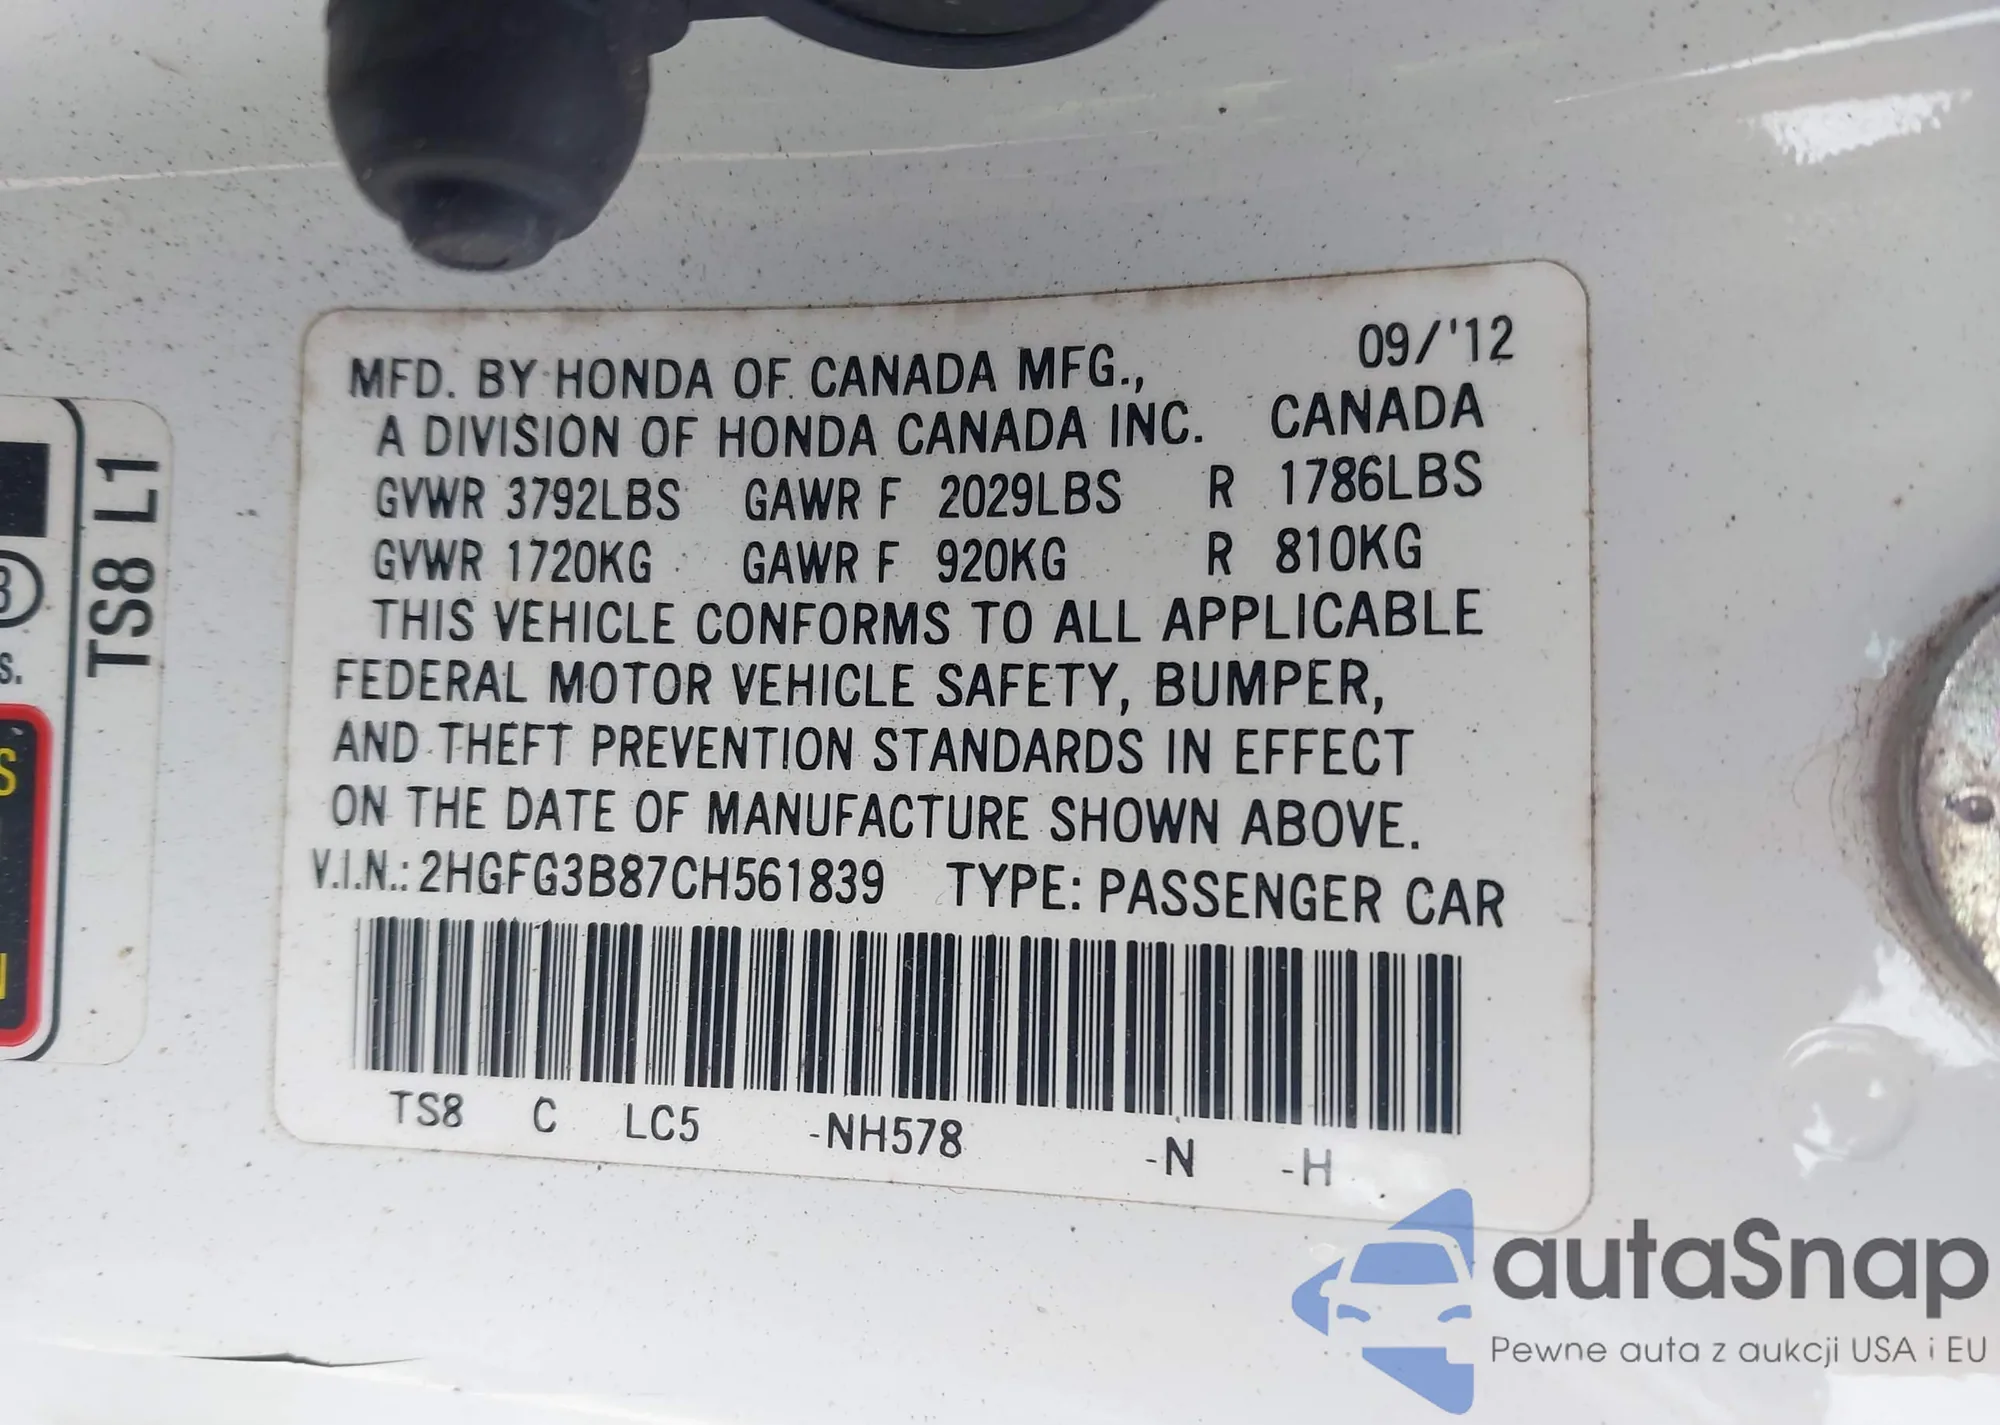 09/'12
MFD. BY HONDA OF CANADA MFG.,
A DIVISION OF HONDA CANADA INC. CANADA
GVWR 3792LBS GAWR F 2029LBS R 1786LBS
GVWR 1720KG GAWR F 920KG R 810KG
THIS VEHICLE CONFORMS TO ALL APPLICABLE
FEDERAL MOTOR VEHICLE SAFETY, BUMPER,
AND THEFT PREVENTION STANDARDS IN EFFECT
ON THE DATE OF MANUFACTURE SHOWN ABOVE.
V.I.N.: 2HGFG3B87CH561839 TYPE: PASSENGER CAR
TS8 C LC5 -NH578 -N -H
TS8 L1
autaSnap
Pewne auta z aukcji USA i EU